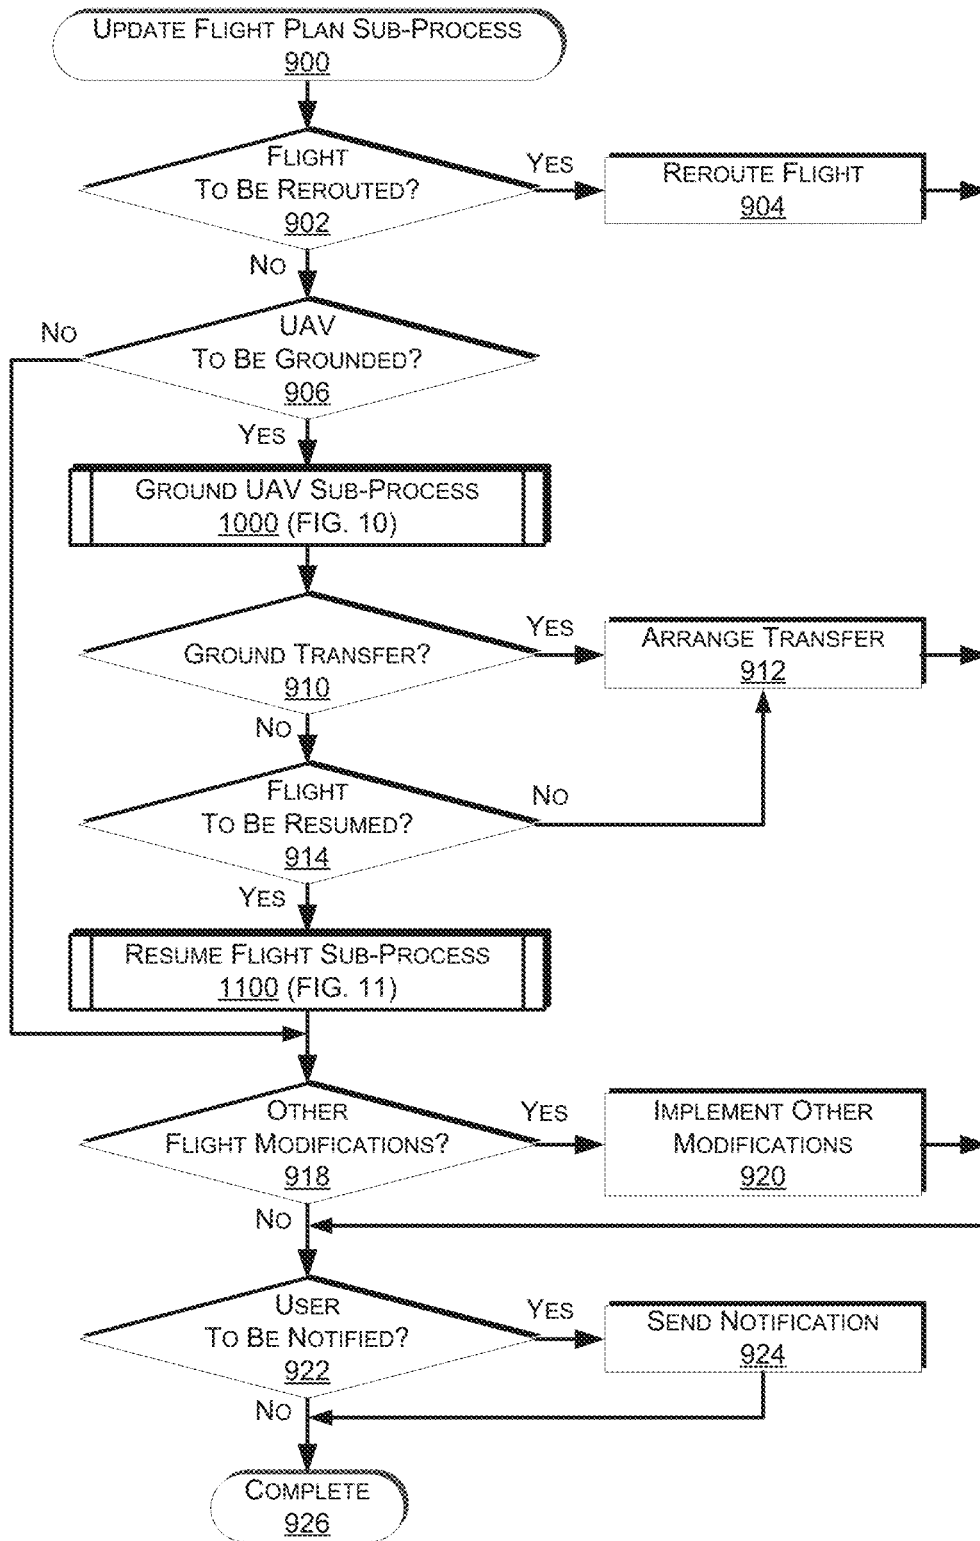 UPDATE FLIGHT PLAN SUB-PROCESS
900
FLIGHT
TO BE REROUTED?
902
YES
REROUTE FLIGHT
904
NO
UAV
TO BE GROUNDED?
906
NO
YES
GROUND UAV SUB-PROCESS
1000 (FIG. 10)
GROUND TRANSFER?
910
YES
ARRANGE TRANSFER
912
NO
FLIGHT
TO BE RESUMED?
914
NO
YES
RESUME FLIGHT SUB-PROCESS
1100 (FIG. 11)
OTHER
FLIGHT MODIFICATIONS?
918
YES
IMPLEMENT OTHER
MODIFICATIONS
920
NO
USER
TO BE NOTIFIED?
922
YES
SEND NOTIFICATION
924
NO
COMPLETE
926